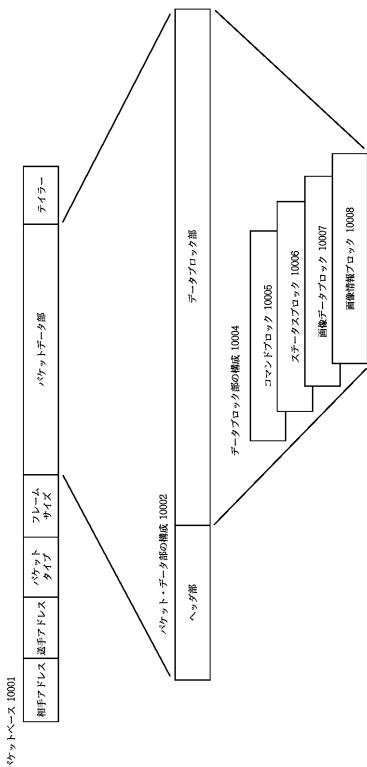 パケットベース 10001
相手アドレス
送手アドレス
パケット
タイプ
フレーム
サイズ
パケットデータ部
テイラー
パケット・データ部の構成 10002
ヘッダ部
データブロック部
データブロック部の構成 10004
コマンドブロック 10005
ステータスブロック 10006
画像データブロック 10007
画像情報ブロック 10008